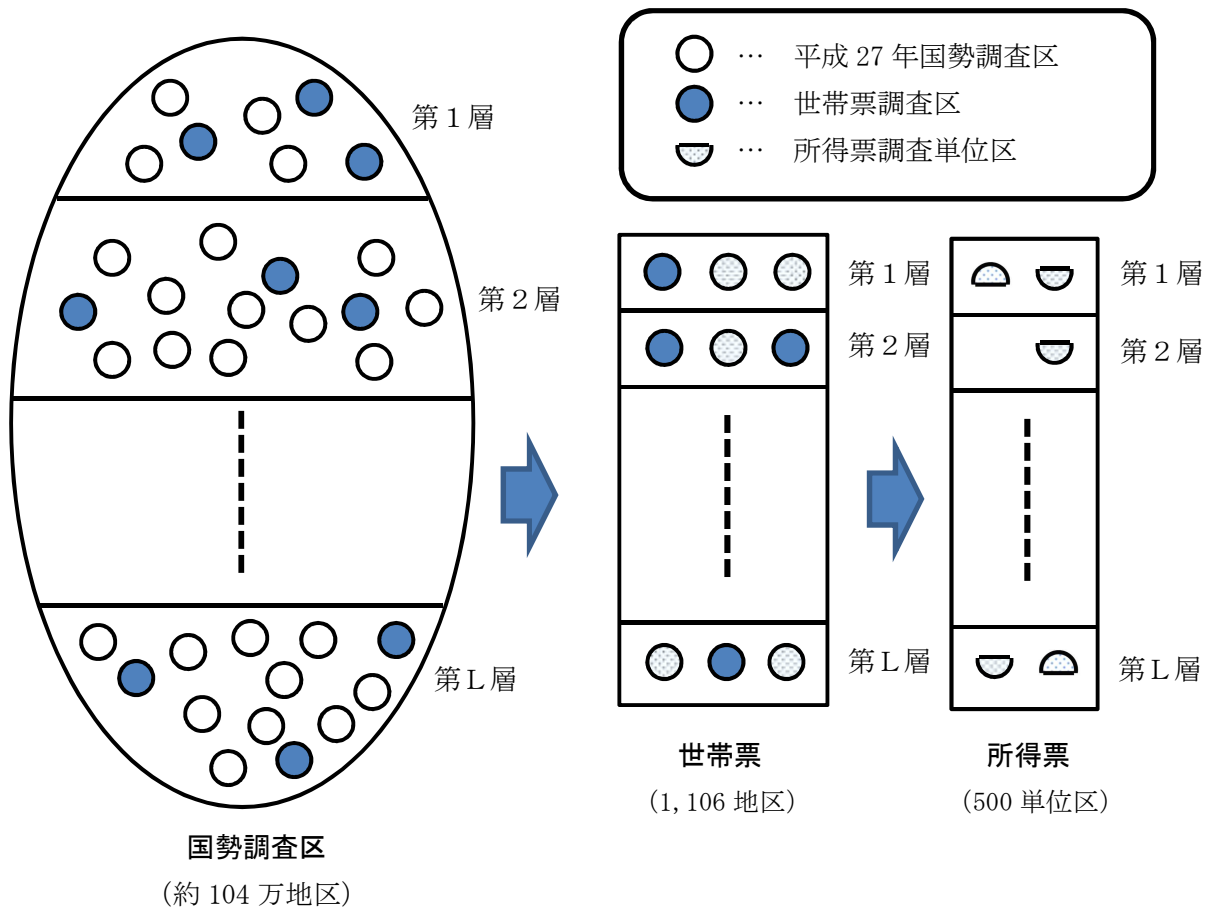 … 平成 27 年国勢調査区
… 世帯票調査区
… 所得票調査単位区
第１層
第２層
第Ｌ層
国勢調査区
（約 104 万地区）
第１層
第２層
第Ｌ層
世帯票
（1,106 地区）
第１層
第２層
第Ｌ層
所得票
（500 単位区）